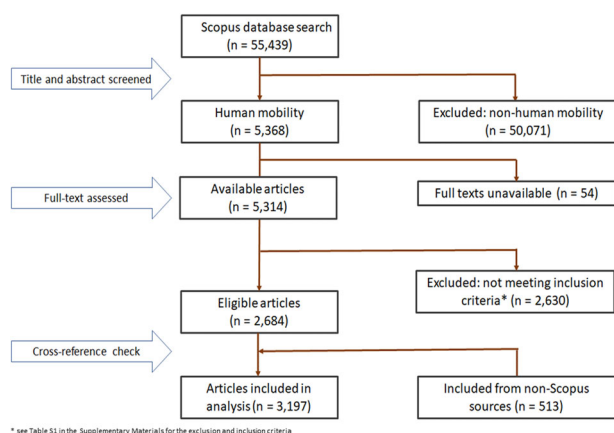 Scopus database search
(n = 55,439)
Title and abstract screened
Human mobility
(n = 5,368)
Excluded: non-human mobility
(n = 50,071)
Full-text assessed
Available articles
(n = 5,314)
Full texts unavailable (n = 54)
Excluded: not meeting inclusion
criteria* (n = 2,630)
Eligible articles
(n = 2,684)
Cross-reference check
Articles included in
analysis (n = 3,197)
Included from non-Scopus
sources (n = 513)
* see Table S1 in the Supplementary Materials for the exclusion and inclusion criteria